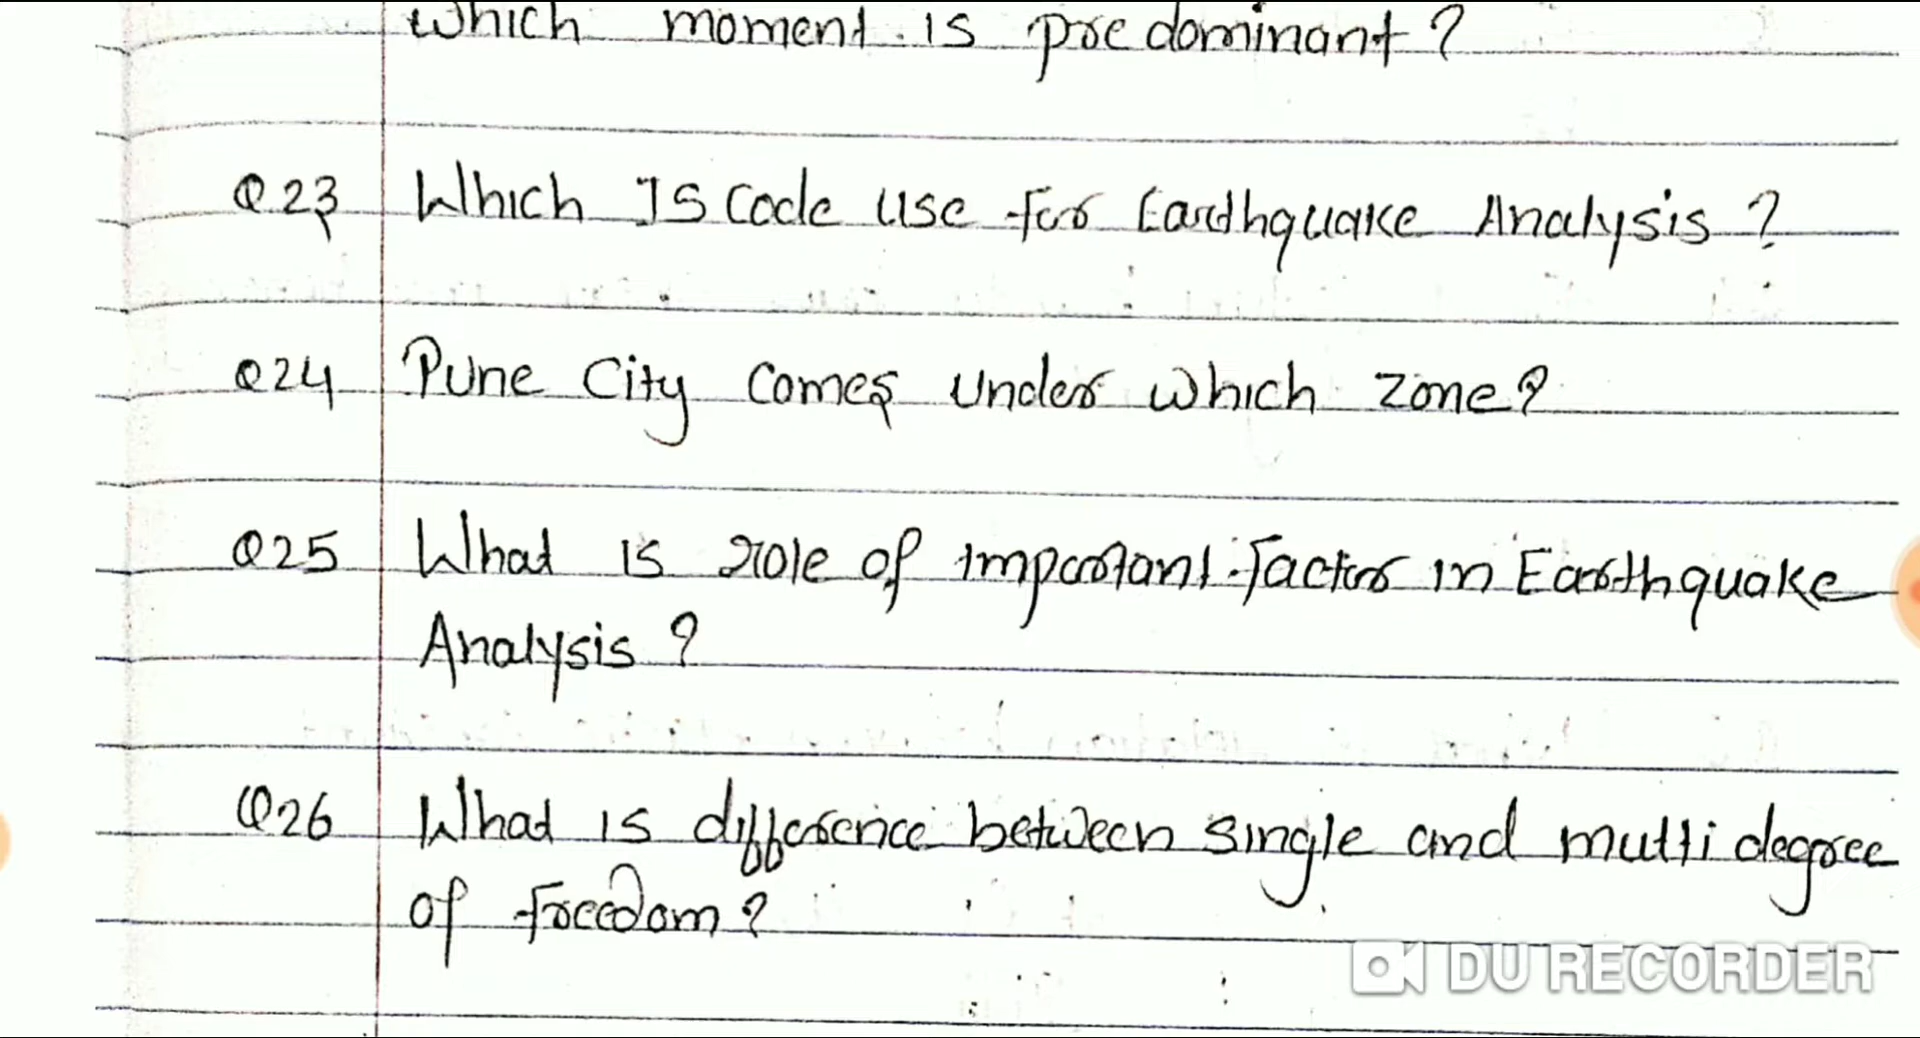 which moment is predominant?
Q23 Which IS Code use for Earthquake Analysis?
Q24 Pune City Comes Under Which Zone?
Q25 What is role of important factor in Earthquake
Analysis?
Q26 What is difference between single and multi degree
of freedom?
DU RECORDER